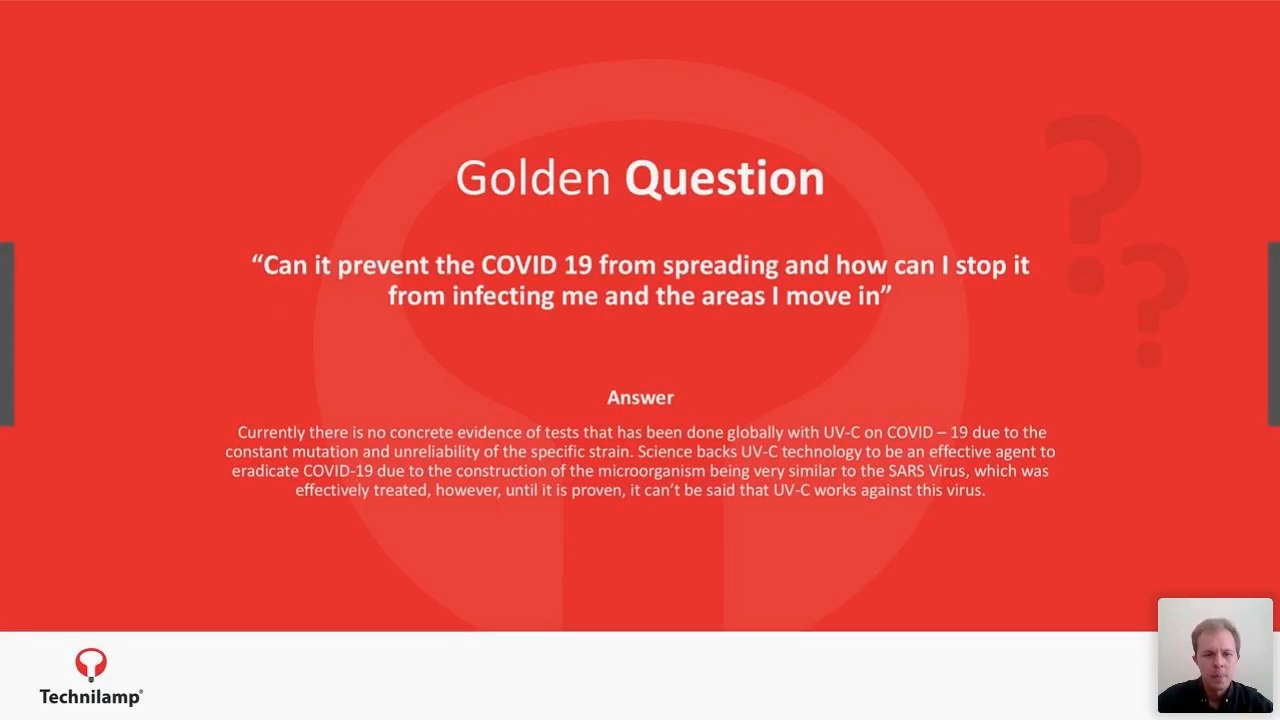 Golden Question
“Can it prevent the COVID 19 from spreading and how can I stop it
from infecting me and the areas I move in”
Answer
Currently there is no concrete evidence of tests that has been done globally with UV-C on COVID – 19 due to the
constant mutation and unreliability of the specific strain. Science backs UV-C technology to be an effective agent to
eradicate COVID-19 due to the construction of the microorganism being very similar to the SARS Virus, which was
effectively treated, however, until it is proven, it can’t be said that UV-C works against this virus.
? 
?
Technilamp®